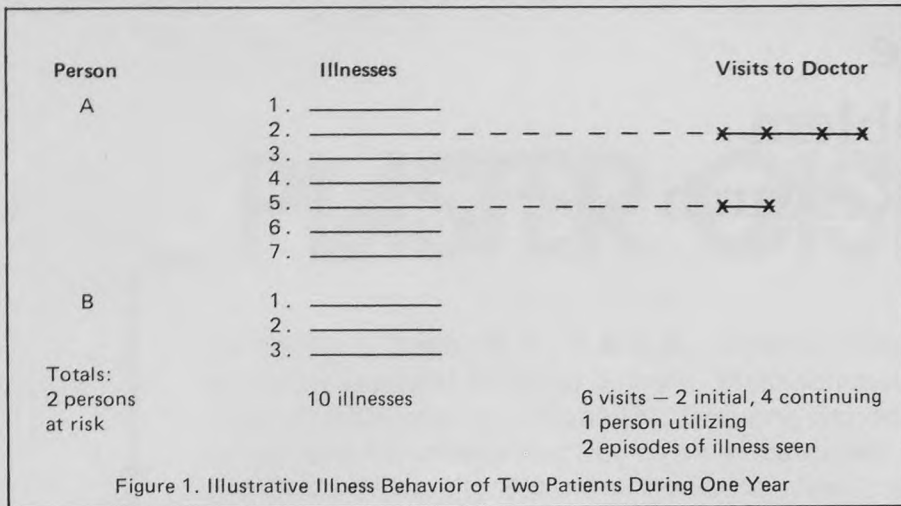 Person Illnesses Visits to Doctor
A 1.
2. x x x x
3.
4.
5. x x
6.
7.
B 1.
2.
3.
Totals:
2 persons 10 illnesses 6 visits — 2 initial, 4 continuing
at risk 1 person utilizing
2 episodes of illness seen
Figure 1. Illustrative Illness Behavior of Two Patients During One Year